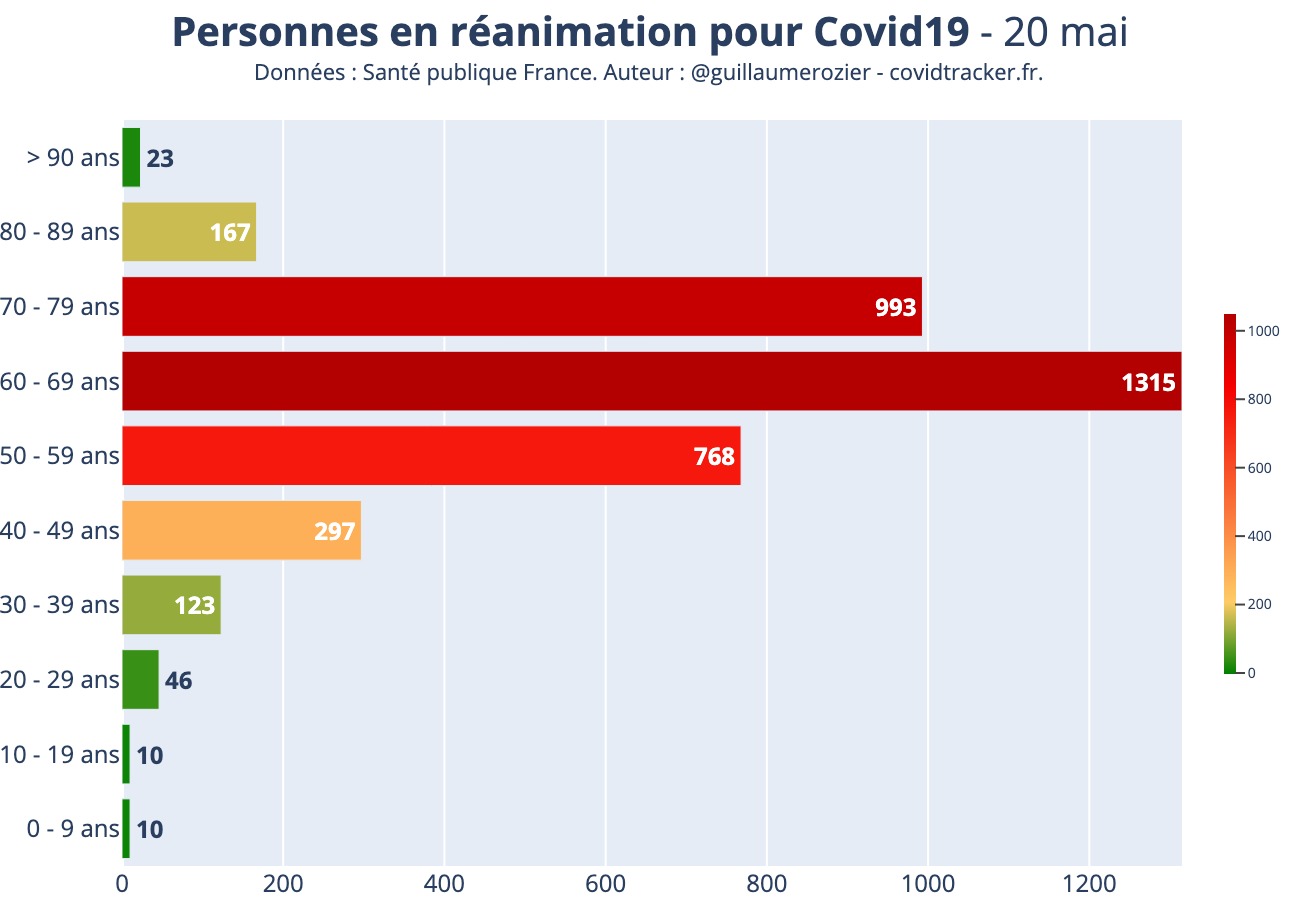 Personnes en réanimation pour Covid19 - 20 mai
Données : Santé publique France. Auteur : @guillaumerozier - covidtracker.fr.
> 90 ans 23
80 - 89 ans 167
70 - 79 ans 993
60 - 69 ans 1315
50 - 59 ans 768
40 - 49 ans 297
30 - 39 ans 123
20 - 29 ans 46
10 - 19 ans 10
0 - 9 ans 10
0 200 400 600 800 1000 1200
1000
800
600
400
200
0